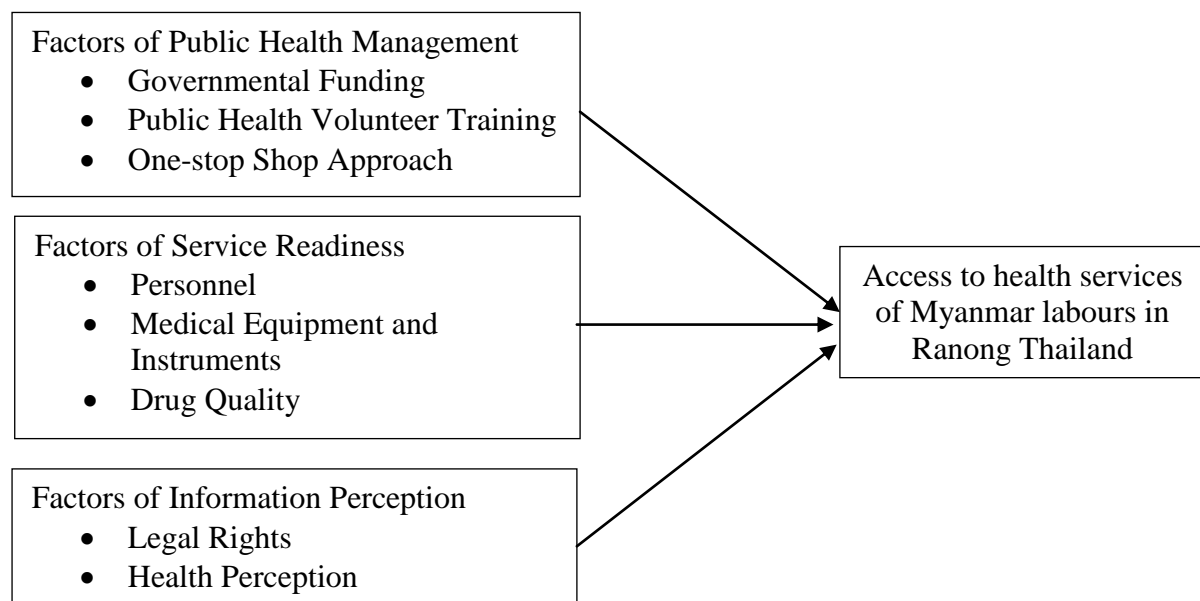 Factors of Public Health Management
• Governmental Funding
• Public Health Volunteer Training
• One-stop Shop Approach
Factors of Service Readiness
• Personnel
• Medical Equipment and
Instruments
• Drug Quality
Factors of Information Perception
• Legal Rights
• Health Perception
Access to health services
of Myanmar labours in
Ranong Thailand